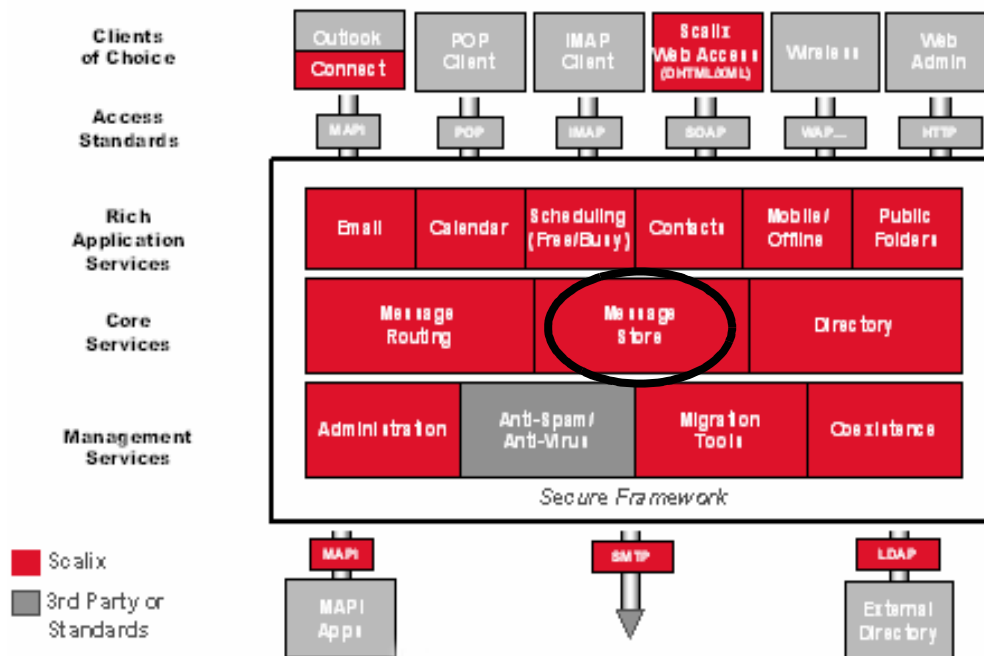 Clients
of Choice
Outlook
Connect
POP
Client
IMAP
Client
Scalix
Web Access
(DHTML/XML)
Wireless
Web
Admin
Access
Standards
MAPI
POP
IMAP
SOAP
WAP...
HTTP
Rich
Application
Services
Email
Calendar
Scheduling
(Free/Busy)
Contacts
Mobile/
Offline
Public
Folders
Core
Services
Message
Routing
Message
Store
Directory
Management
Services
Administration
Anti-Spam/
Anti-Virus
Migration
Tools
Coexistence
Secure Framework
MAPI
SMTP
LDAP
Scalix
3rd Party or
Standards
MAPI
Apps
External
Directory